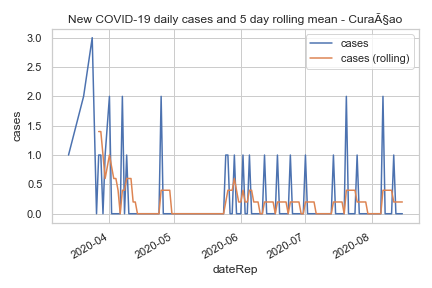 New COVID-19 daily cases and 5 day rolling mean - CuraÃ§ao
cases
cases (rolling)
3.0
2.5
2.0
1.5
1.0
0.5
0.0
cases
2020-04
2020-05
2020-06
2020-07
2020-08
dateRep